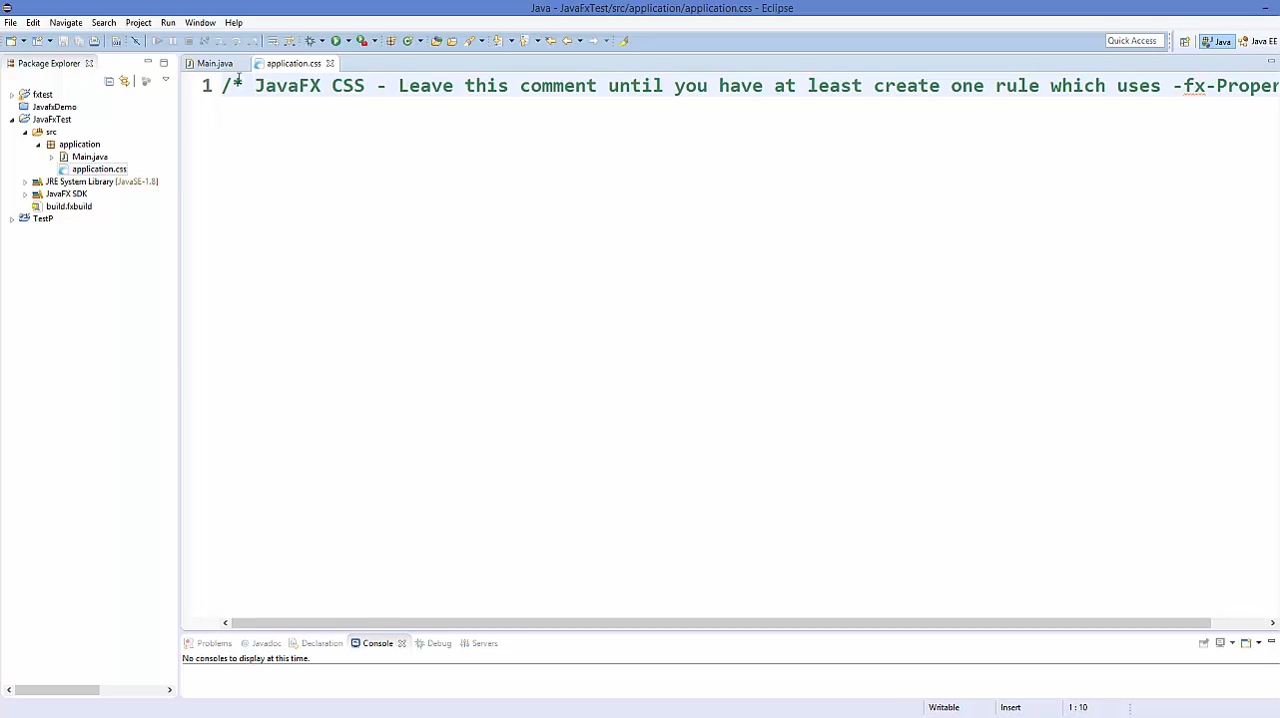 Java - JavaFxTest/src/application/application.css - Eclipse
File Edit Navigate Search Project Run Window Help
Quick Access Java Java EE
Package Explorer
Main.java application.css
1 /* JavaFX CSS - Leave this comment until you have at least create one rule which uses -fx-Proper
fxtest
JavafxDemo
JavaFxTest
src
application
Main.java
application.css
JRE System Library [JavaSE-1.8]
JavaFX SDK
build.fxbuild
TestP
Problems @ Javadoc Declaration Console Debug Servers
No consoles to display at this time.
Writable Insert 1 : 10